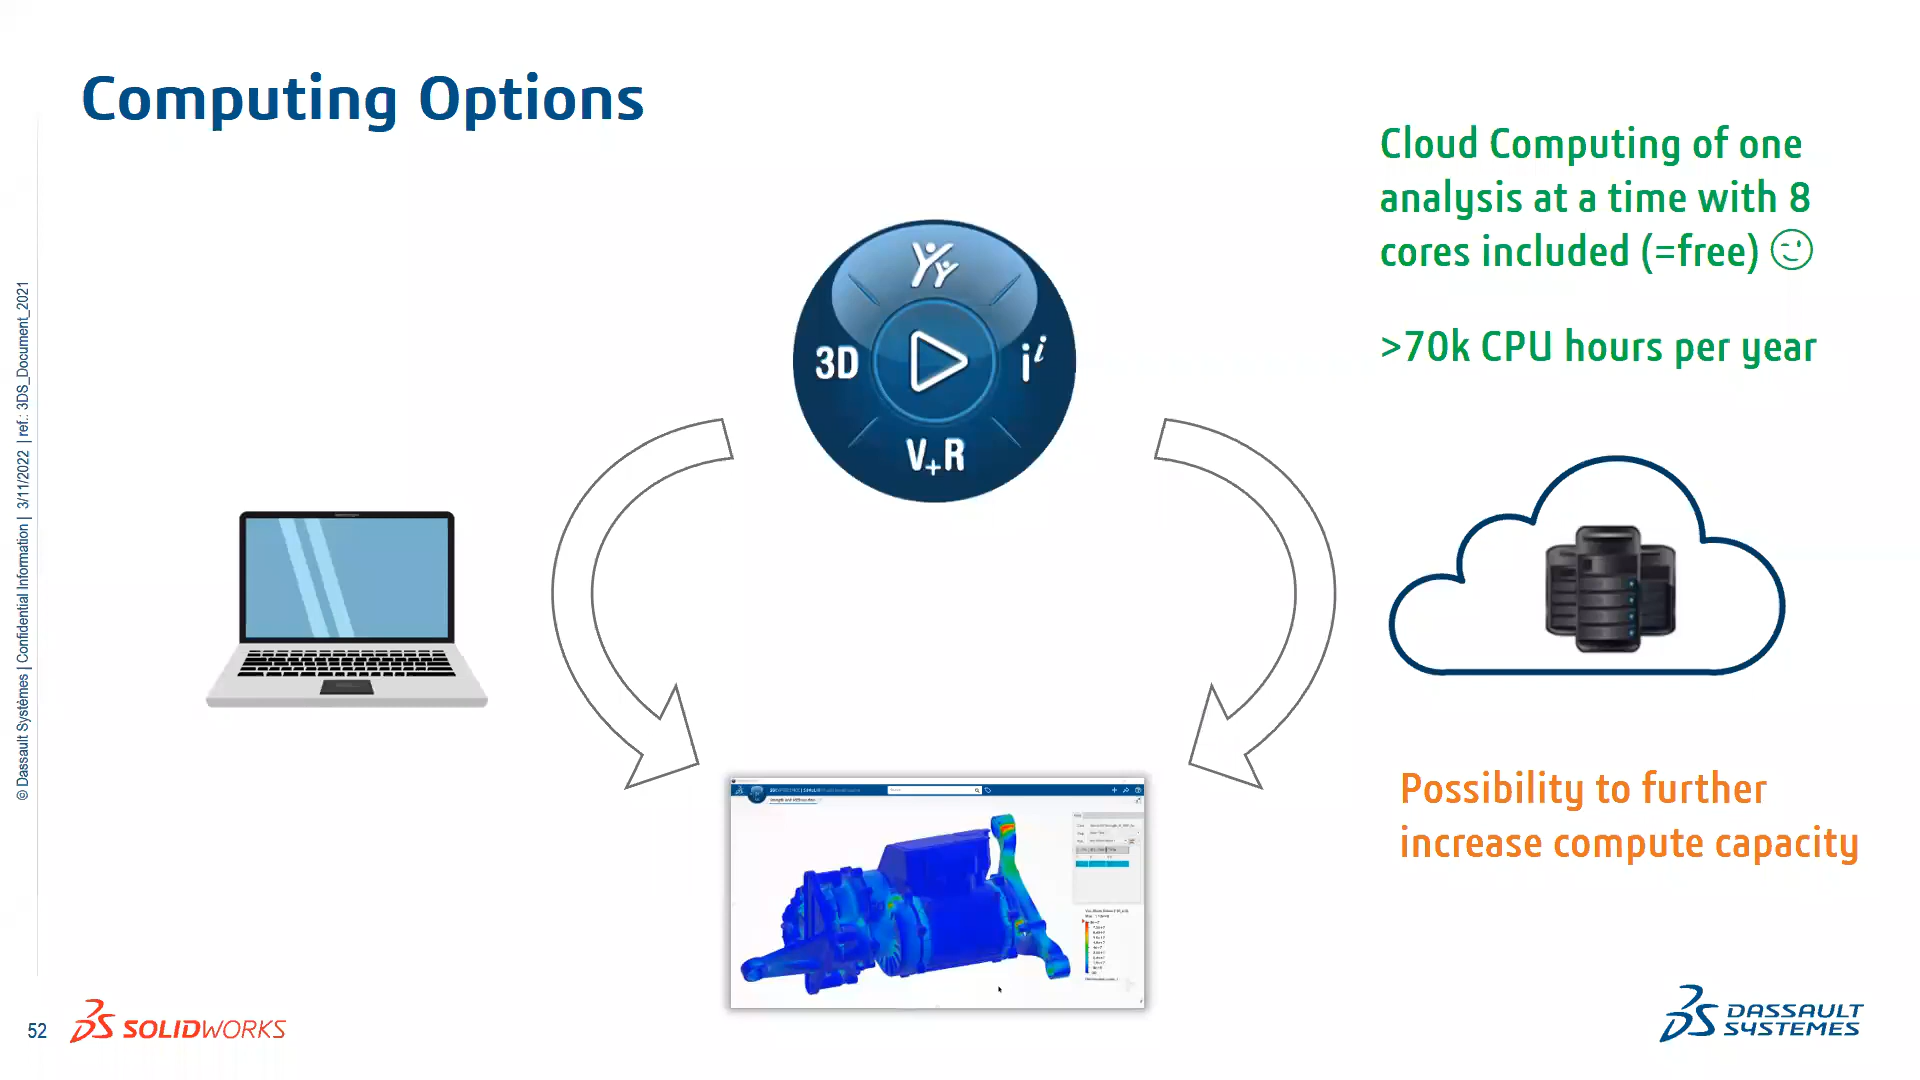 Computing Options
Cloud Computing of one
analysis at a time with 8
cores included (=free)
>70k CPU hours per year
3D
i i
V+R
Possibility to further
increase compute capacity
© Dassault Systèmes | Confidential Information | 3/11/2022 | ref.: 3DS_Document_2021
52
SOLIDWORKS
DASSAULT
SYSTEMES